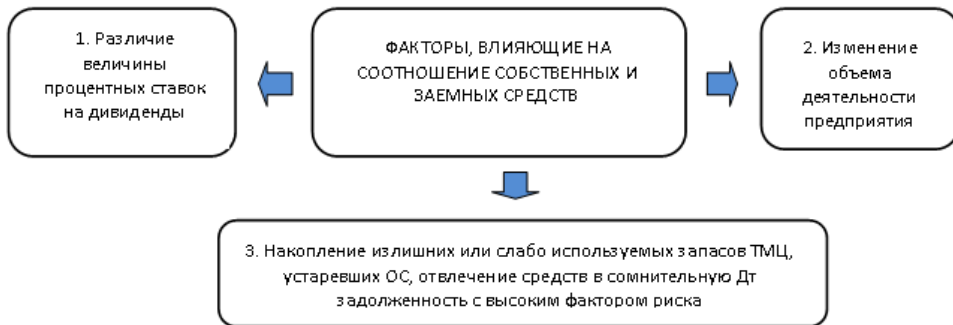 1. Различие
величины
процентных ставок
на дивиденды
ФАКТОРЫ, ВЛИЯЮЩИЕ НА
СООТНОШЕНИЕ СОБСТВЕННЫХ И
ЗАЕМНЫХ СРЕДСТВ
2. Изменение
объема
деятельности
предприятия
3. Накопление излишних или слабо используемых запасов ТМЦ,
устаревших ОС, отвлечение средств в сомнительную Дт
задолженность с высоким фактором риска